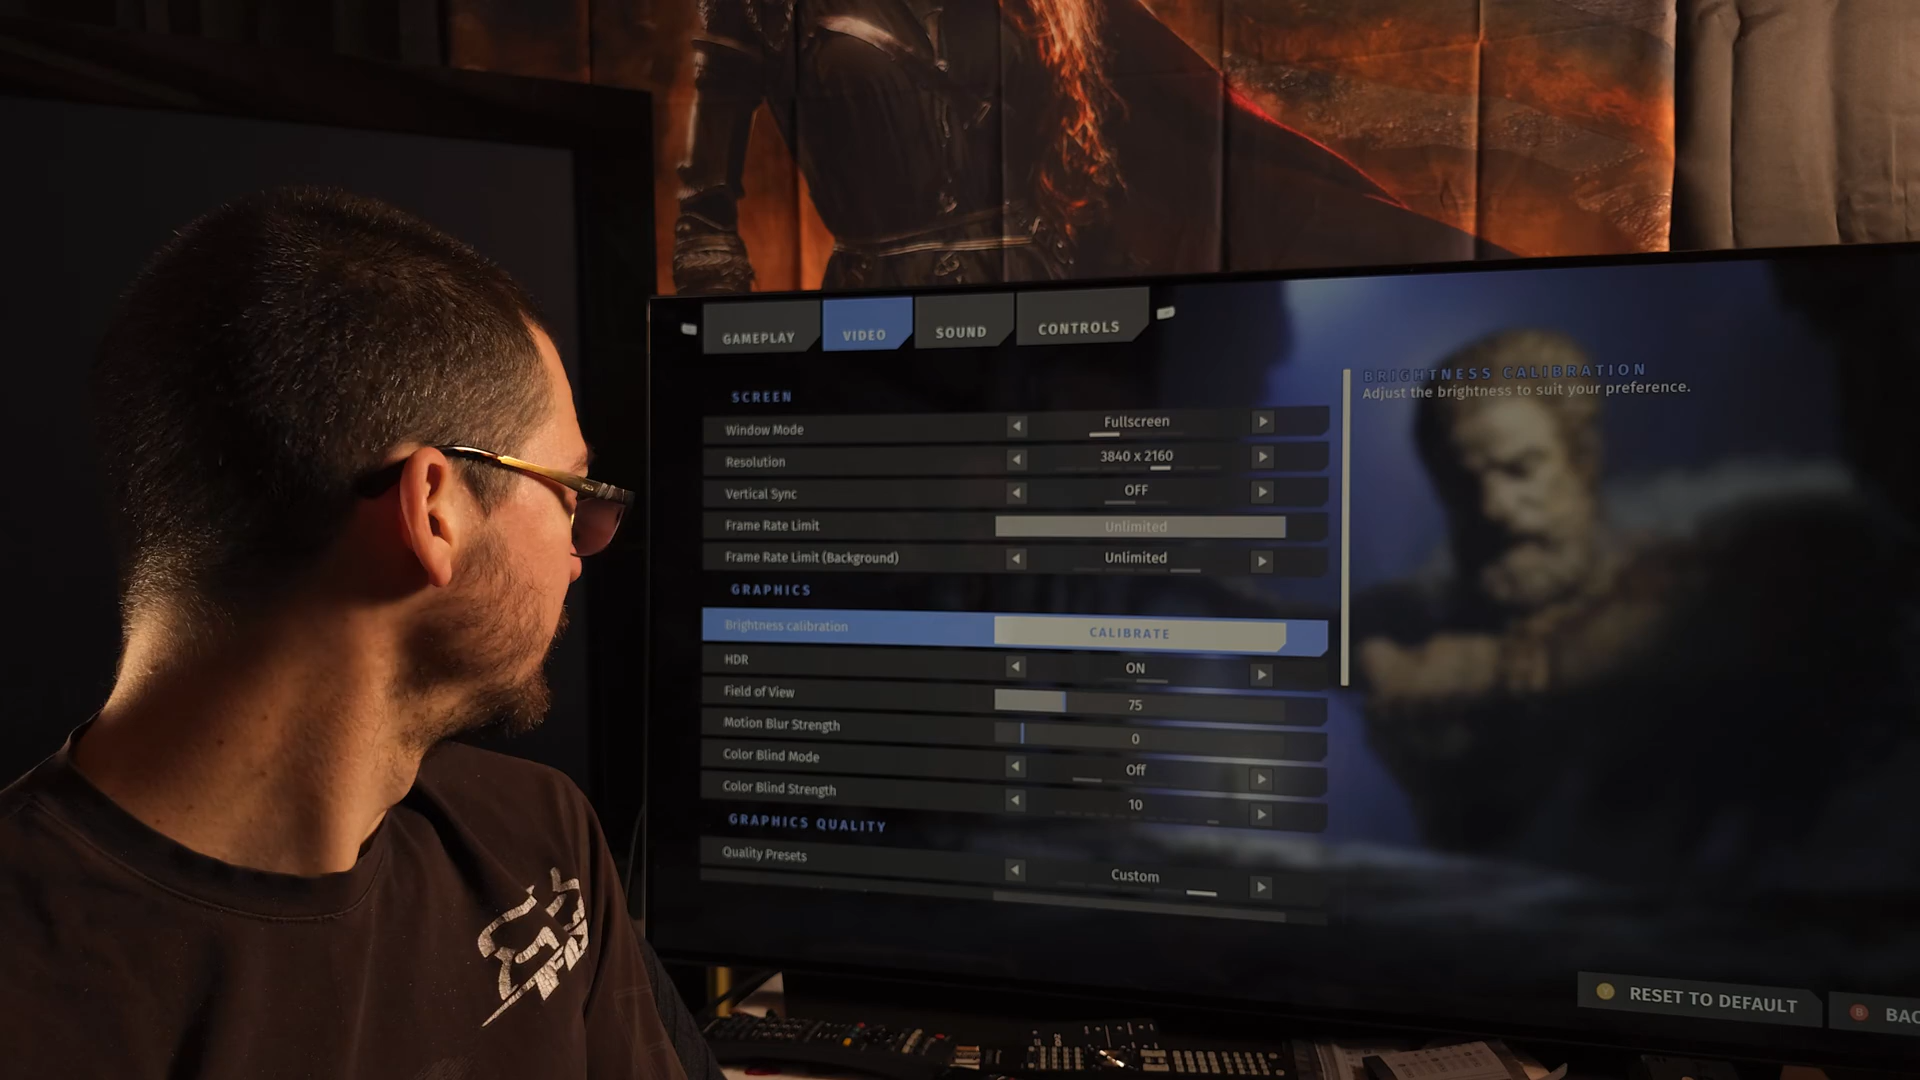 GAMEPLAY
VIDEO
SOUND
CONTROLS
SCREEN
Window Mode Fullscreen
Resolution 3840 x 2160
Vertical Sync OFF
Frame Rate Limit Unlimited
Frame Rate Limit (Background) Unlimited
GRAPHICS
Brightness calibration CALIBRATE
HDR ON
Field of View 75
Motion Blur Strength 0
Color Blind Mode Off
Color Blind Strength 10
GRAPHICS QUALITY
Quality Presets Custom
BRIGHTNESS CALIBRATION
Adjust the brightness to suit your preference.
Y RESET TO DEFAULT
B BAC